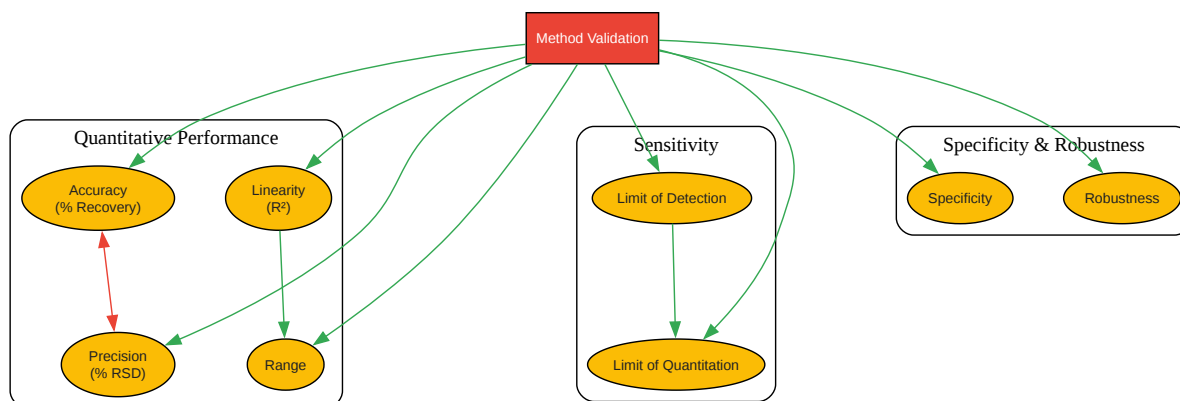 Method Validation
Quantitative Performance
Accuracy
(% Recovery)
Linearity
(R²)
Precision
(% RSD)
Range
Sensitivity
Limit of Detection
Limit of Quantitation
Specificity & Robustness
Specificity
Robustness